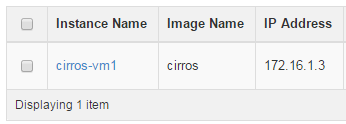 Instance Name Image Name IP Address
cirros-vm1 cirros 172.16.1.3
Displaying 1 item